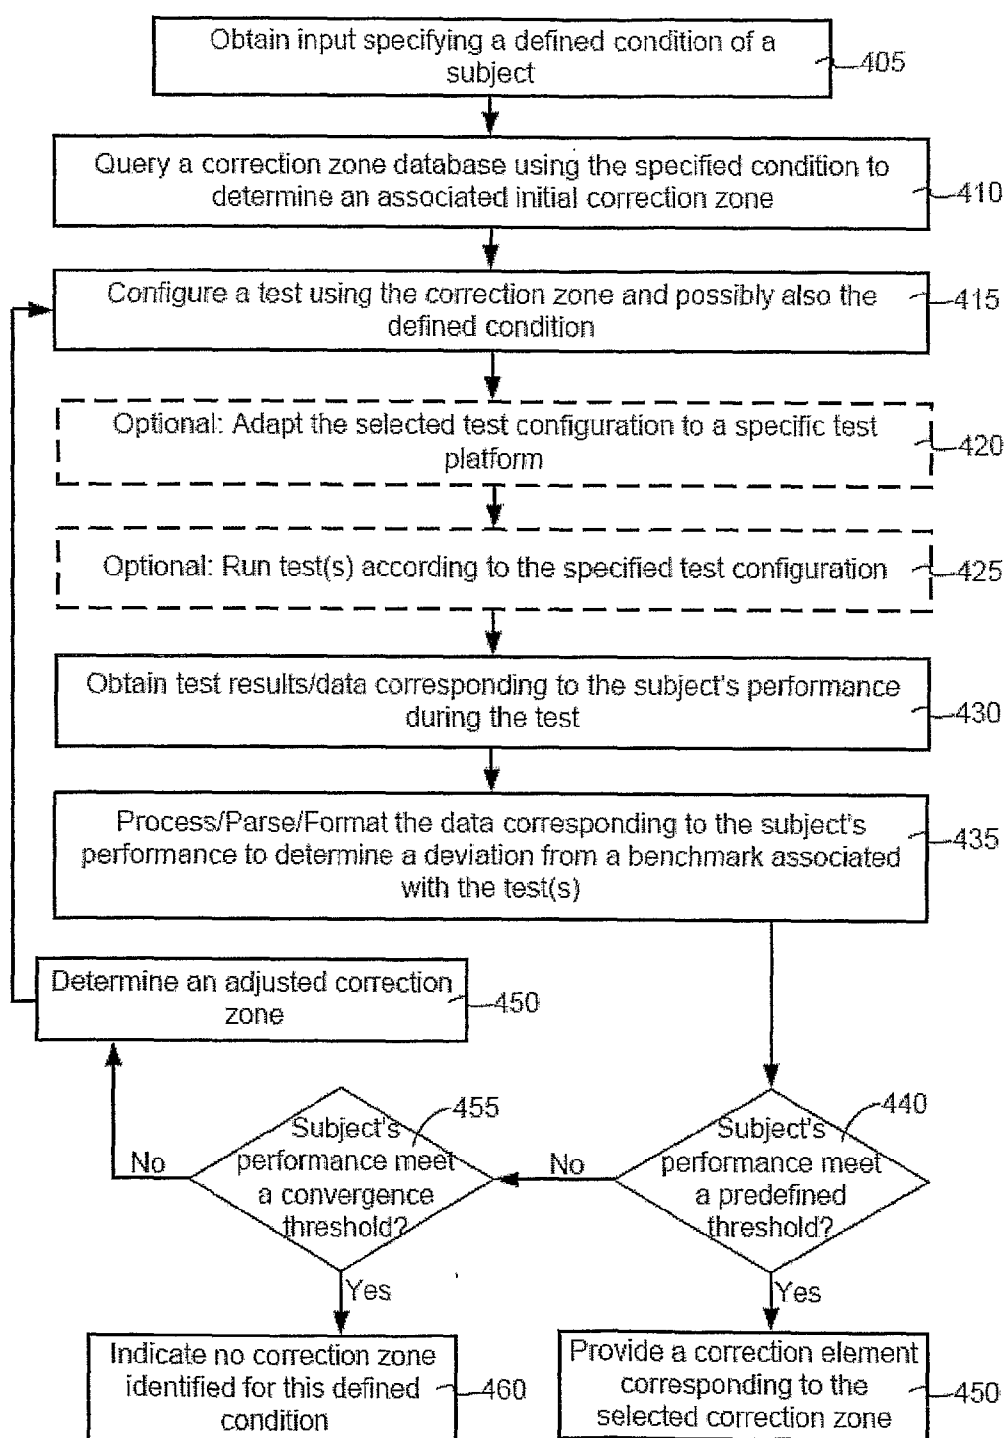 Obtain input specifying a defined condition of a
subject
405
Query a correction zone database using the specified condition to
determine an associated initial correction zone
410
Configure a test using the correction zone and possibly also the
defined condition
415
Optional: Adapt the selected test configuration to a specific test
platform
420
Optional: Run test(s) according to the specified test configuration
425
Obtain test results/data corresponding to the subject's performance
during the test
430
Process/Parse/Format the data corresponding to the subject's
performance to determine a deviation from a benchmark associated
with the test(s)
435
Determine an adjusted correction
zone
450
Subject's
performance meet
a predefined
threshold?
440
No
Yes
Subject's
performance meet
a convergence
threshold?
455
No
Yes
Indicate no correction zone
identified for this defined
condition
460
Provide a correction element
corresponding to the
selected correction zone
450